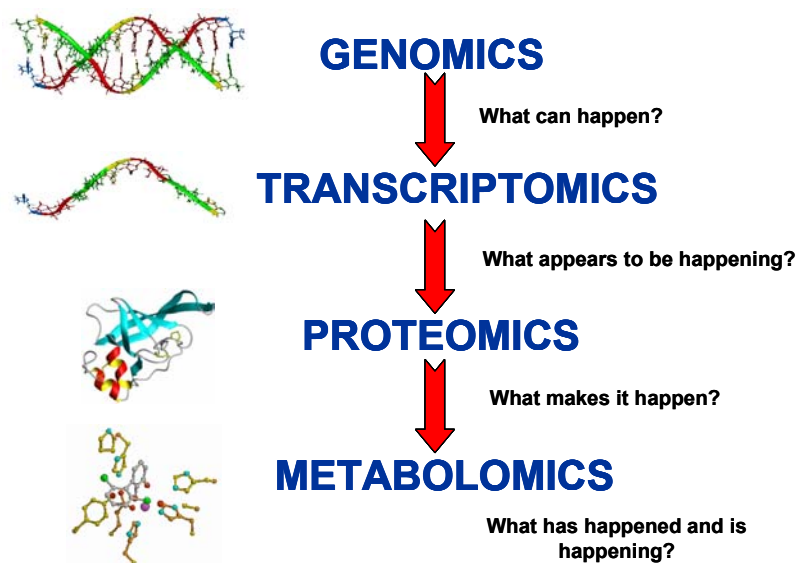 GENOMICS
What can happen?
TRANSCRIPTOMICS
What appears to be happening?
PROTEOMICS
What makes it happen?
METABOLOMICS
What has happened and is
happening?